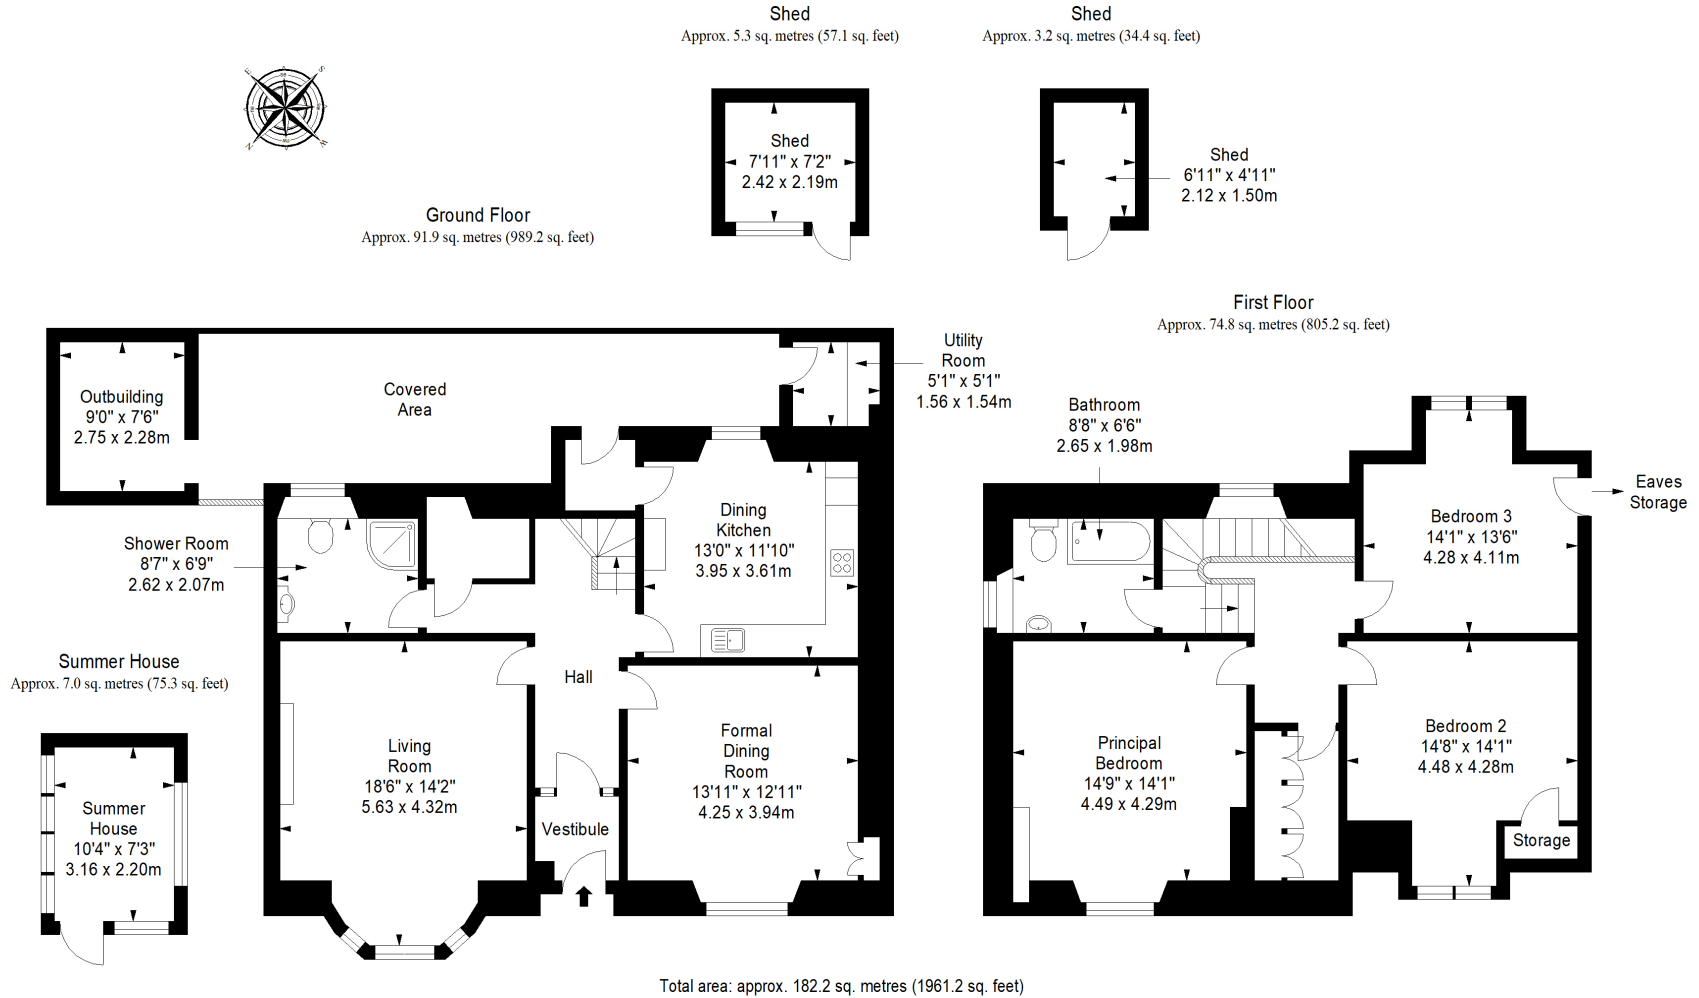 Shed
Approx. 5.3 sq. metres (57.1 sq. feet)
Shed
Approx. 3.2 sq. metres (34.4 sq. feet)
E
S
N
W
Shed
7'11" x 7'2"
2.42 x 2.19m
Shed
6'11" x 4'11"
2.12 x 1.50m
Ground Floor
Approx. 91.9 sq. metres (989.2 sq. feet)
First Floor
Approx. 74.8 sq. metres (805.2 sq. feet)
Outbuilding
9'0" x 7'6"
2.75 x 2.28m
Covered
Area
Utility
Room
5'1" x 5'1"
1.56 x 1.54m
Bathroom
8'8" x 6'6"
2.65 x 1.98m
Eaves
Storage
Shower Room
8'7" x 6'9"
2.62 x 2.07m
Dining
Kitchen
13'0" x 11'10"
3.95 x 3.61m
Bedroom 3
14'1" x 13'6"
4.28 x 4.11m
Summer House
Approx. 7.0 sq. metres (75.3 sq. feet)
Hall
Living
Room
18'6" x 14'2"
5.63 x 4.32m
Formal
Dining
Room
13'11" x 12'11"
4.25 x 3.94m
Principal
Bedroom
14'9" x 14'1"
4.49 x 4.29m
Bedroom 2
14'8" x 14'1"
4.48 x 4.28m
Summer
House
10'4" x 7'3"
3.16 x 2.20m
Vestibule
Storage
Total area: approx. 182.2 sq. metres (1961.2 sq. feet)